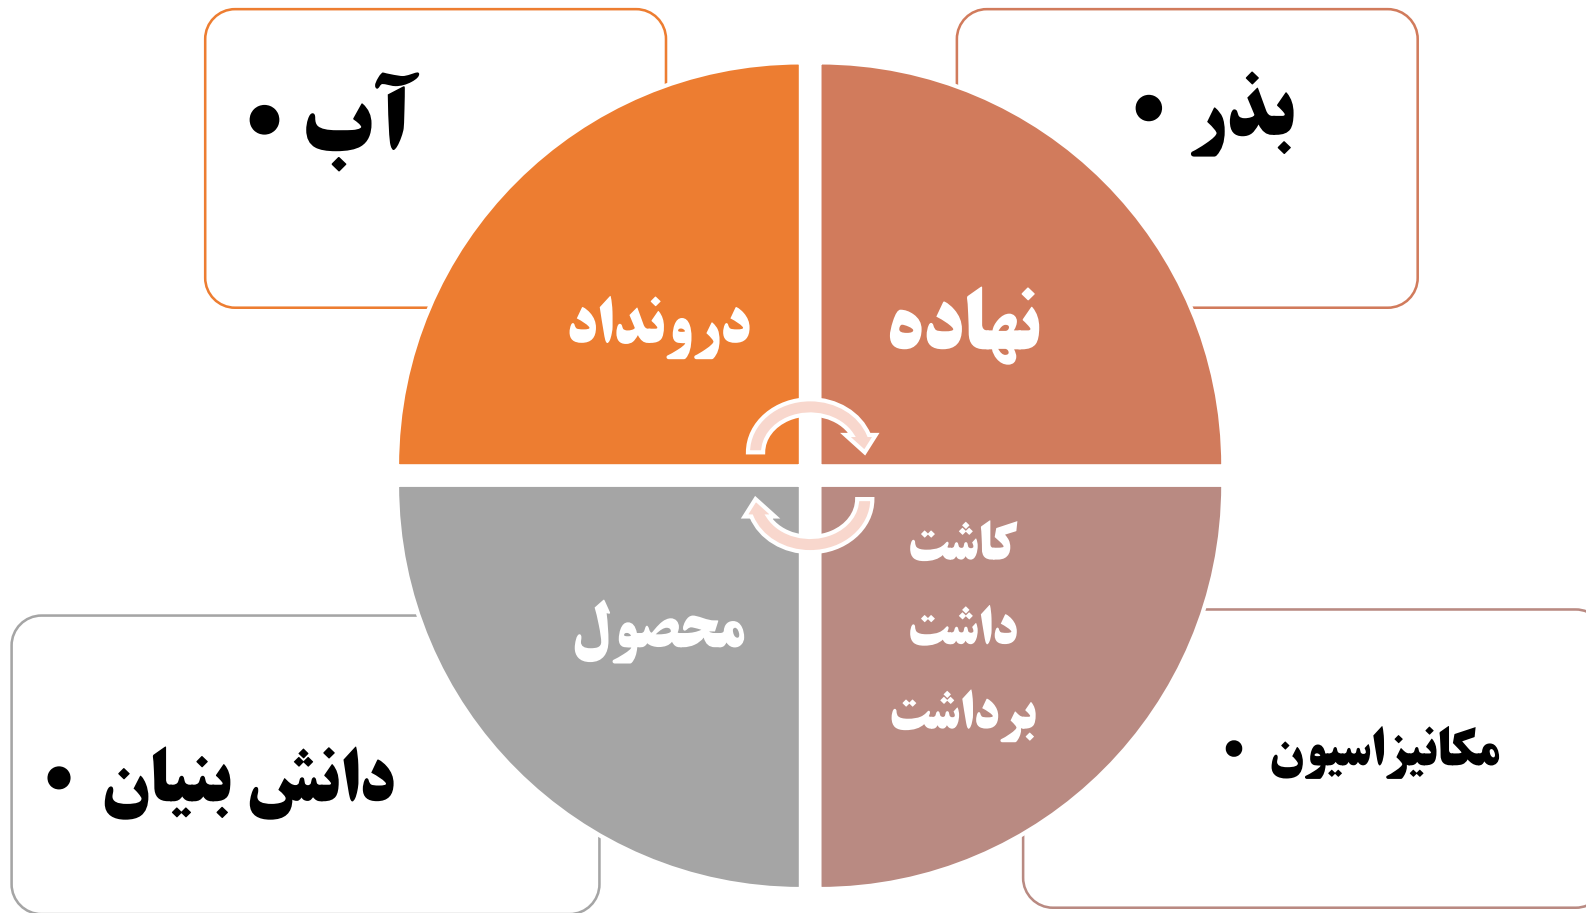 بذر
آب
نهاده
درونداد
کاشت
داشت
برداشت
محصول
مکانیزاسیون
دانش بنیان